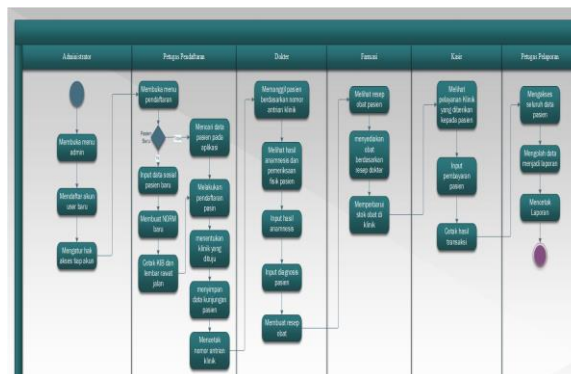 Administrator
Petugas Pendaftaran
Dokter
Farmasi
Kasir
Petugas Pelaporan
Membuka menu
admin
Mendaftar akun
user baru
Mengatur hak
akses tiap akun
Membuka menu
pendaftaran
Pasien
Baru
Mencari data
pasien pada
aplikasi
Input data sosial
pasien baru
Membuat NORM
baru
Cetak KIB dan
lembar rawat
jalan
Melakukan
pendaftaran
pasin
menentukan
klinik yang
dituju
menyimpan
data kunjungan
pasien
Mencetak
nomor antrian
klinik
Memanggil pasien
berdasarkan nomor
antrian klinik
Melihat hasil
anamnesis dan
pemeriksaan
fisik pasien
Input hasil
anamnesis
Input diagnosis
pasien
Membuat resep
obat
Melihat resep
obat pasien
menyediakan
obat
berdasarkan
resep dokter
Memperbarui
stok obat di
klinik
Melihat
pelayanan Klinik
yang diberikan
kepada pasien
Input
pembayaran
pasien
Cetak hasil
transaksi
Mengakses
seluruh data
pasien
Mengolah data
menjadi laporan
Mencetak
Laporan